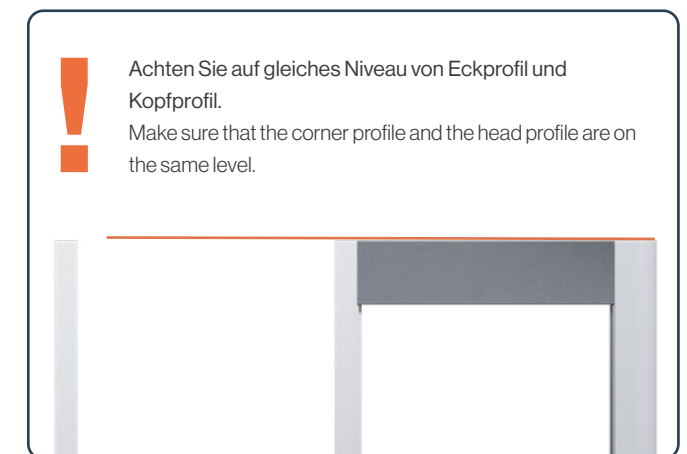 Achten Sie auf gleiches Niveau von Eckprofil und
Kopfprofil.
Make sure that the corner profile and the head profile are on
the same level.